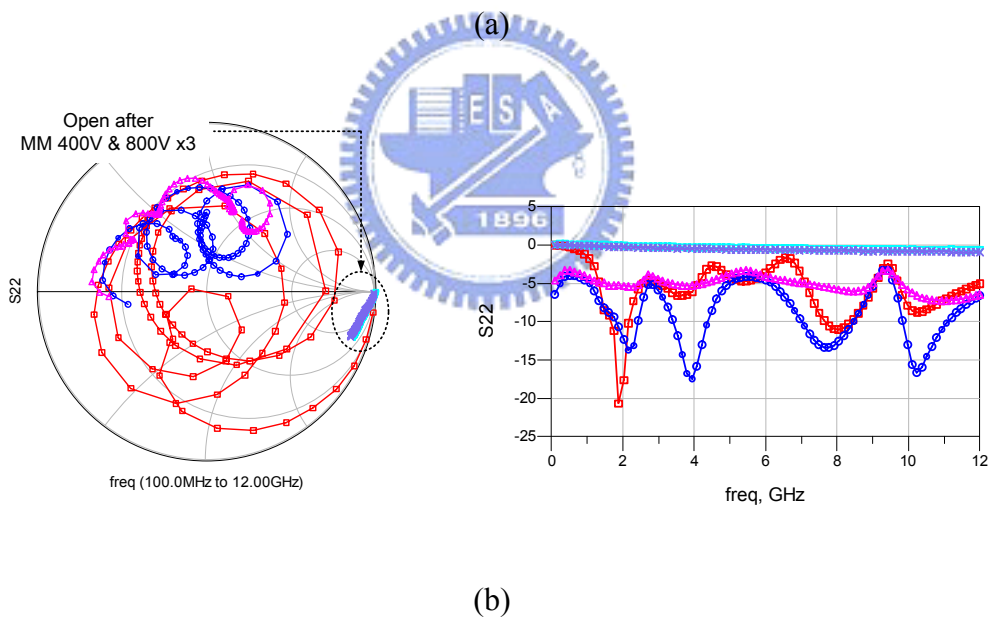 (a)
E S A
1896
Open after
MM 400V & 800V x3
S22
freq (100.0MHz to 12.00GHz)
5
0
-5
-10
-15
-20
-25
S22
0 2 4 6 8 10 12
freq, GHz
(b)